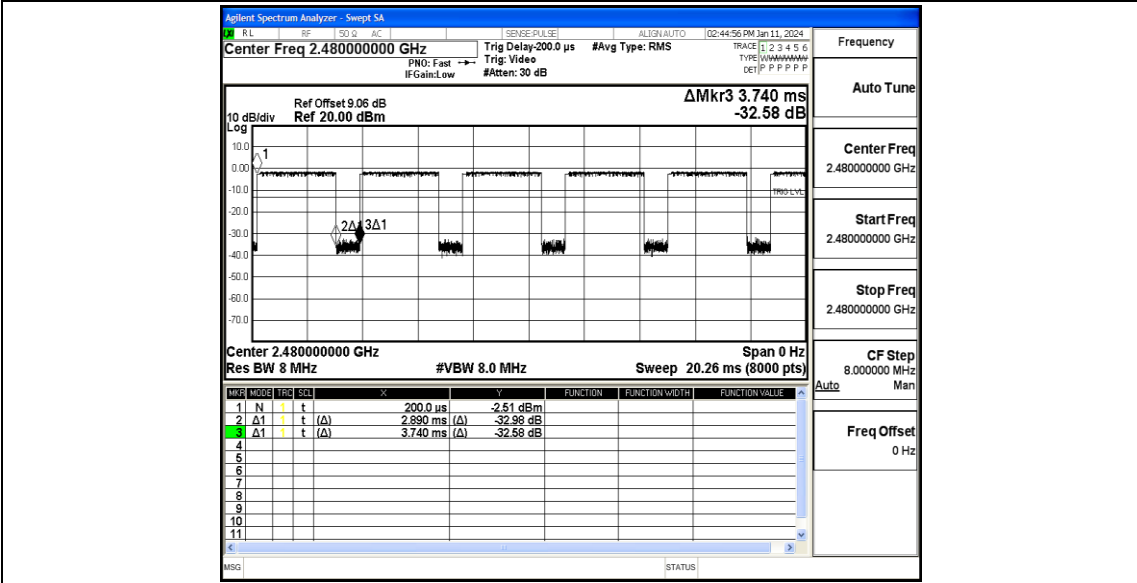 Agilent Spectrum Analyzer - Swept SA
RL RF 50 Ω AC SENSE:PULSE ALIGN AUTO 02:44:56 PM Jan 11, 2024
Center Freq 2.480000000 GHz Trig Delay-200.0 µs #Avg Type: RMS TRACE 1 2 3 4 5 6
PNO: Fast Trig: Video TYPE
IFGain:Low #Atten: 30 dB DET P P P P P P
Frequency
Auto Tune
ΔMkr3 3.740 ms
Ref Offset 9.06 dB
-32.58 dB
10 dB/div Ref 20.00 dBm
Log
10.0
1
0.00
-10.0
TRIG LVL
-20.0
2Δ1 3Δ1
-30.0
-40.0
-50.0
-60.0
-70.0
Center 2.480000000 GHz Span 0 Hz
Res BW 8 MHz #VBW 8.0 MHz Sweep 20.26 ms (8000 pts)
MKR MODE TRC SCL X Y FUNCTION FUNCTION WIDTH FUNCTION VALUE
1 N 1 t 200.0 µs -2.51 dBm
2 Δ1 1 t (Δ) 2.890 ms (Δ) -32.98 dB
3 Δ1 1 t (Δ) 3.740 ms (Δ) -32.58 dB
4
5
6
7
8
9
10
11
MSG STATUS
Center Freq
2.480000000 GHz
Start Freq
2.480000000 GHz
Stop Freq
2.480000000 GHz
CF Step
8.000000 MHz
Auto Man
Freq Offset
0 Hz